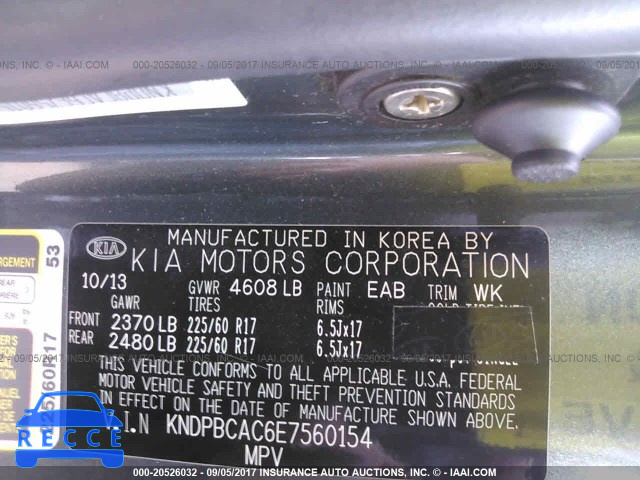 000-20526032 - 09/05/2017 - INSURANCE AUTO AUCTIONS, INC. - IAAI.COM
MANUFACTURED IN KOREA BY
KIA
KIA MOTORS CORPORATION
10/13 GVWR 4608 LB PAINT EAB TRIM WK
GAWR TIRES RIMS
FRONT 2370 LB 225/60 R17 6.5Jx17
REAR 2480 LB 225/60 R17 6.5Jx17
THIS VEHICLE CONFORMS TO ALL APPLICABLE U.S.A. FEDERAL
MOTOR VEHICLE SAFETY AND THEFT PREVENTION STANDARDS
IN EFFECT ON THE DATE OF MANUFACTURE SHOWN ABOVE.
V.I.N KNDPBCAC6E7560154
MPV
53
000-20526032 - 09/05/2017 - INSURANCE AUTO AUCTIONS, INC. - IAAI.COM